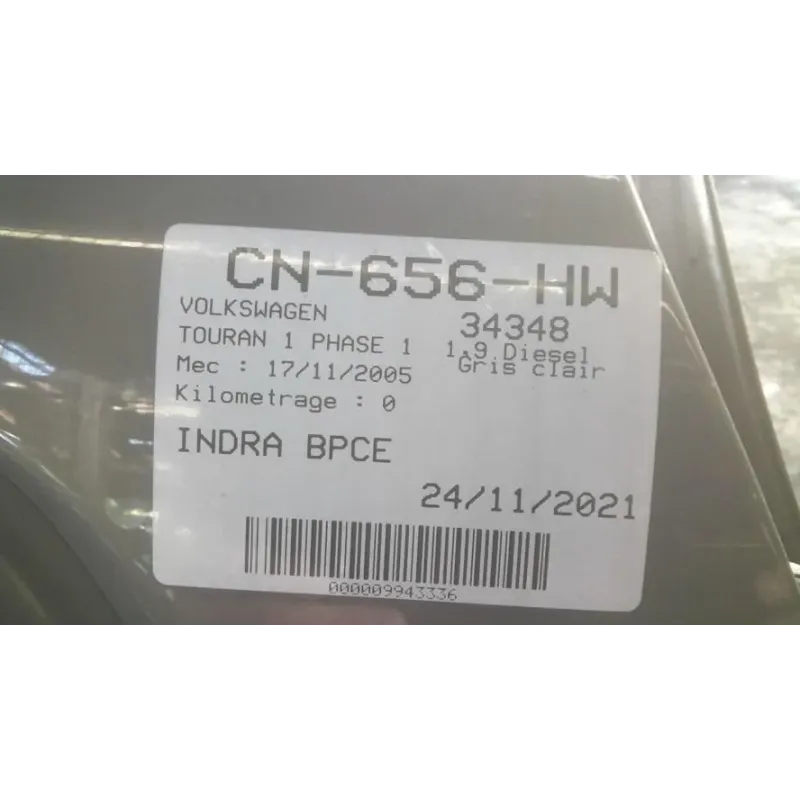 CN-656-HW
VOLKSWAGEN 34348
TOURAN 1 PHASE 1 1.9 Diesel
Mec : 17/11/2005 Gris clair
Kilometrage : 0
INDRA BPCE
24/11/2021
000009943336